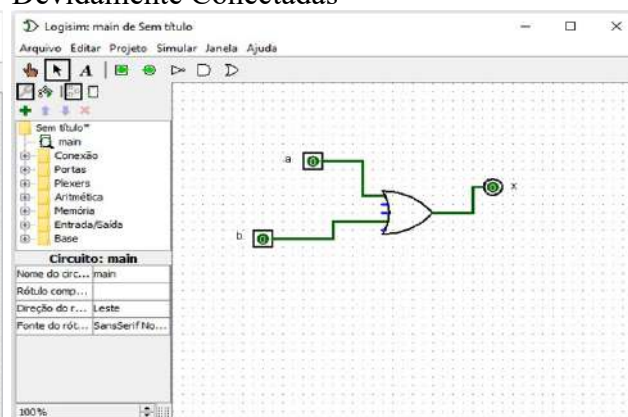 Devidamente Conectadas
Logisim: main de Sem título
Arquivo Editar Projeto Simular Janela Ajuda
A
Sem título*
main
Conexão
Portas
Plexers
Aritmética
Memória
Entrada/Saída
Base
Circuito: main
Nome do circ... main
Rótulo comp...
Direção do r... Leste
Fonte do rót... SansSerif No...
100%
a
0
x
0
b
0